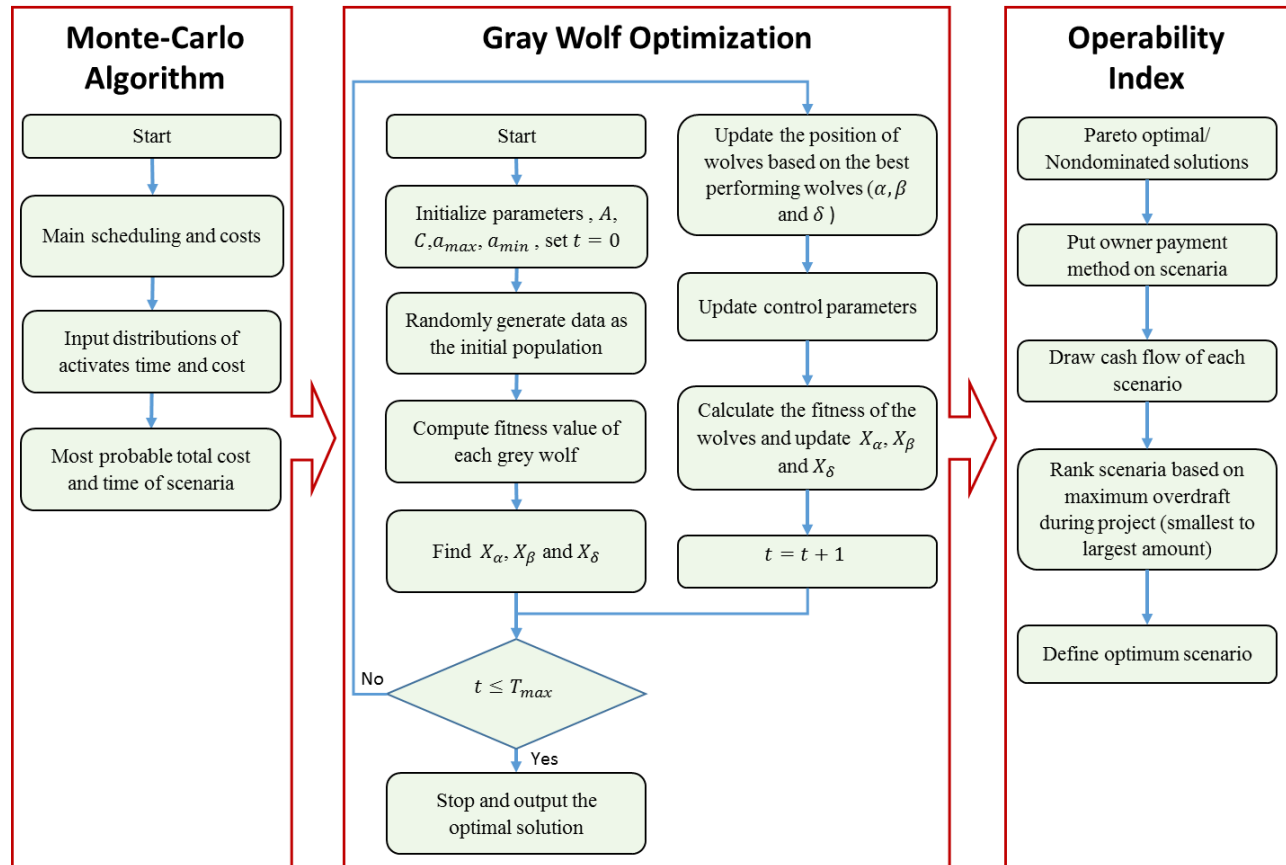 Monte-Carlo
Algorithm
Start
Main scheduling and costs
Input distributions of
activates time and cost
Most probable total cost
and time of scenaria
Gray Wolf Optimization
Start
Initialize parameters , A,
C,a_max, a_min , set t = 0
Randomly generate data as
the initial population
Compute fitness value of
each grey wolf
Find X_α, X_β and X_δ
t ≤ T_max
No
Yes
Stop and output the
optimal solution
Update the position of
wolves based on the best
performing wolves (α, β
and δ )
Update control parameters
Calculate the fitness of the
wolves and update X_α, X_β
and X_δ
t = t + 1
Operability
Index
Pareto optimal/
Nondominated solutions
Put owner payment
method on scenaria
Draw cash flow of each
scenario
Rank scenaria based on
maximum overdraft
during project (smallest to
largest amount)
Define optimum scenario